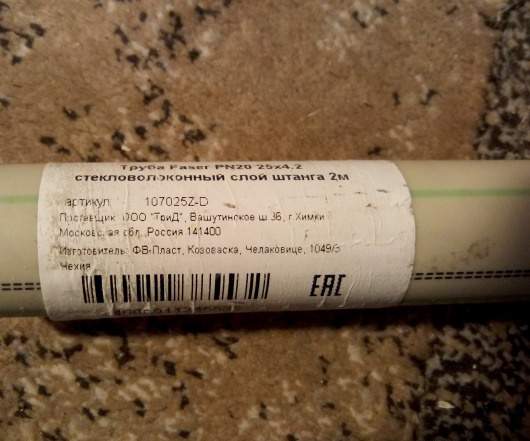 Труба Faser PN20 25x4.2
стекловолоконный слой штанга 2м
артикул 107025Z-D
Поставщик ООО "ТриД", Вашутинское ш 36, г Химки
Московская обл., Россия 141400
Изготовитель: ФВ-Пласт, Козоваска, Челаковице, 1049/3
Чехия
EAC